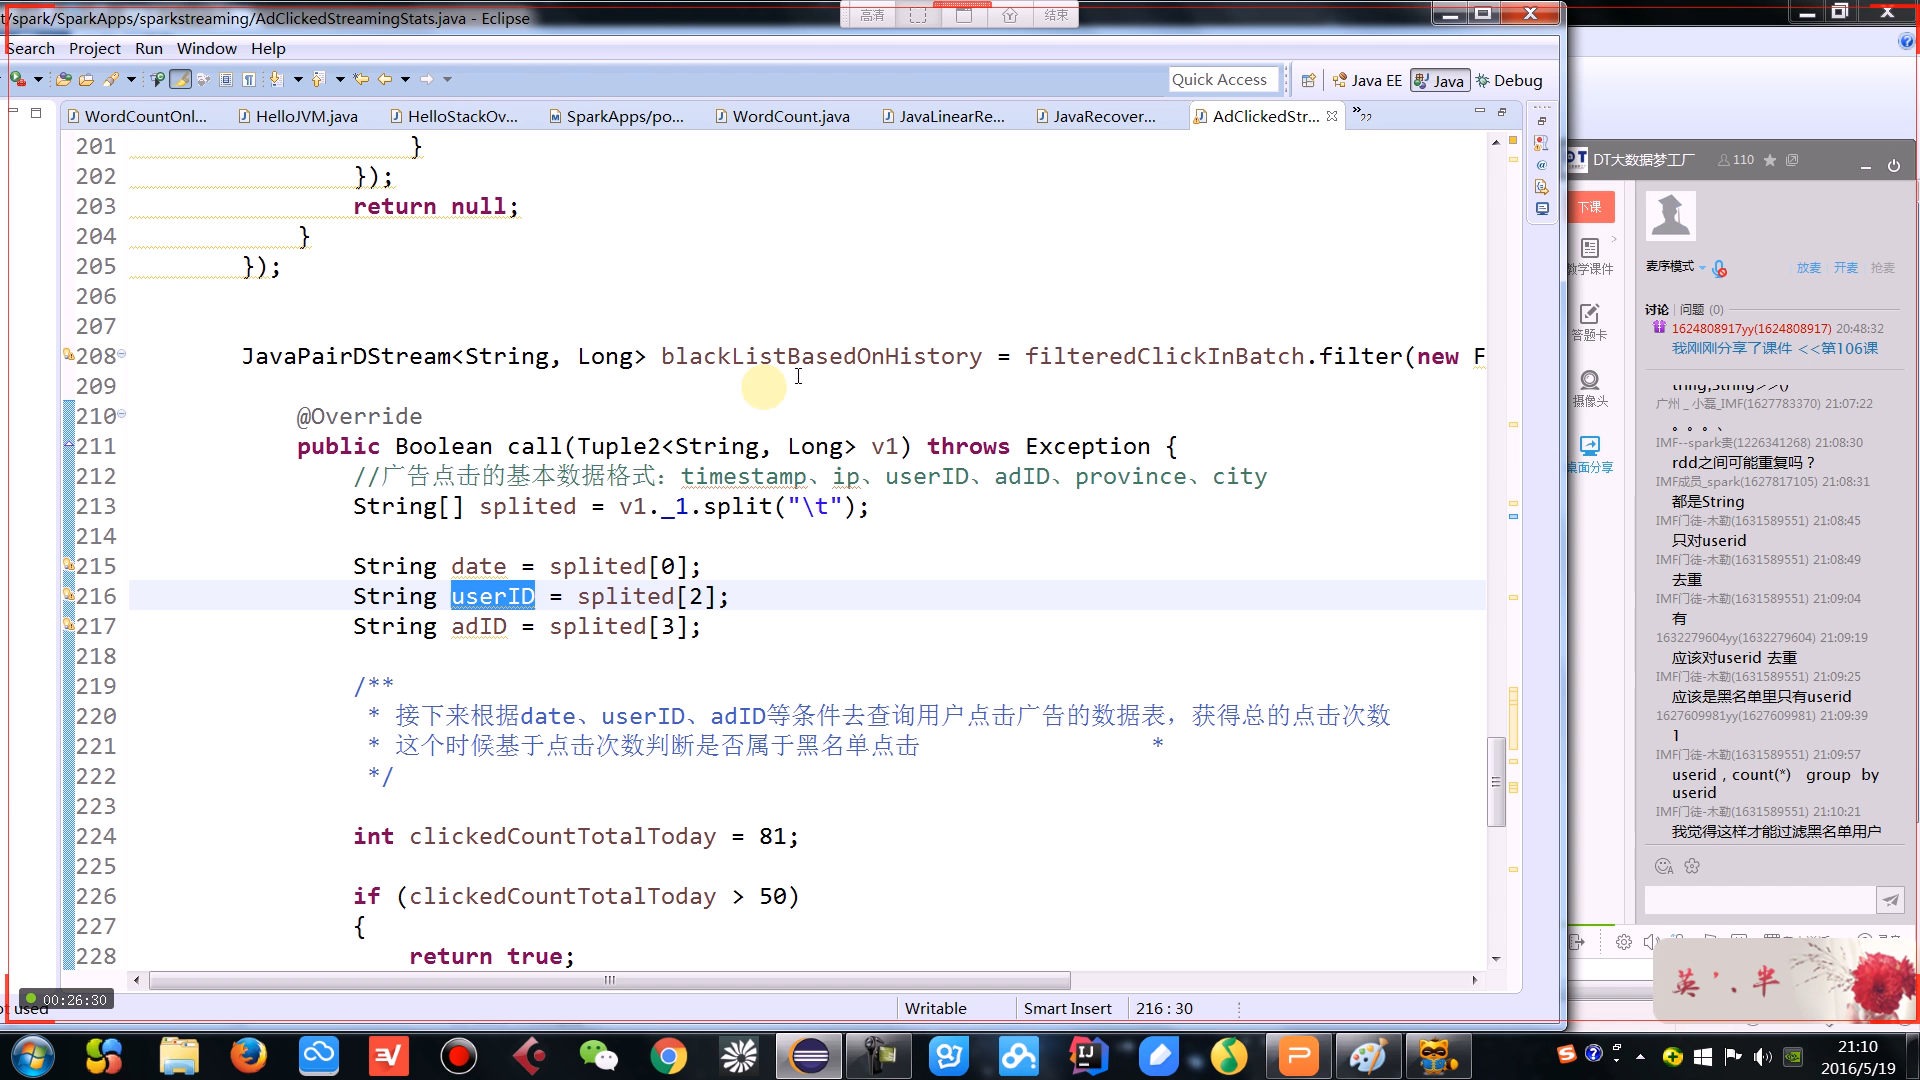 t/spark/SparkApps/sparkstreaming/AdClickedStreamingStats.java - Eclipse
高清
结束
Search Project Run Window Help
Quick Access
Java EE
Java
Debug
WordCountOnl...
HelloJVM.java
HelloStackOv...
SparkApps/po...
WordCount.java
JavaLinearRe...
JavaRecover...
AdClickedStr...
22
201 }
202 });
203 return null;
204 }
205 });
206
207
208 JavaPairDStream<String, Long> blackListBasedOnHistory = filteredClickInBatch.filter(new F
209
210 @Override
211 public Boolean call(Tuple2<String, Long> v1) throws Exception {
212 //广告点击的基本数据格式：timestamp、ip、userID、adID、province、city
213 String[] splited = v1._1.split("\t");
214
215 String date = splited[0];
216 String userID = splited[2];
217 String adID = splited[3];
218
219 /**
220 * 接下来根据date、userID、adID等条件去查询用户点击广告的数据表，获得总的点击次数
221 * 这个时候基于点击次数判断是否属于黑名单点击 *
222 */
223
224 int clickedCountTotalToday = 81;
225
226 if (clickedCountTotalToday > 50)
227 {
228 return true;
00:26:30
ot used
Writable
Smart Insert
216 : 30
DT大数据梦工厂
110
下课
教学课件
答题卡
摄像头
桌面分享
麦序模式
放麦
开麦
抢麦
讨论 问题 (0)
1624808917yy(1624808917) 20:48:32
我刚刚分享了课件 <<第106课
tring,String>>()
广州 _ 小磊_IMF(1627783370) 21:07:22
。。。、
IMF--spark责(1226341268) 21:08:30
rdd之间可能重复吗？
IMF成员_spark(1627817105) 21:08:31
都是String
IMF门徒-木勒(1631589551) 21:08:45
只对userid
IMF门徒-木勒(1631589551) 21:08:49
去重
IMF门徒-木勒(1631589551) 21:09:04
有
1632279604yy(1632279604) 21:09:19
应该对userid 去重
IMF门徒-木勒(1631589551) 21:09:25
应该是黑名单里只有userid
1627609981yy(1627609981) 21:09:39
1
IMF门徒-木勒(1631589551) 21:09:57
userid , count(*) group by
userid
IMF门徒-木勒(1631589551) 21:10:21
我觉得这样才能过滤黑名单用户
英 '、半
21:10
2016/5/19